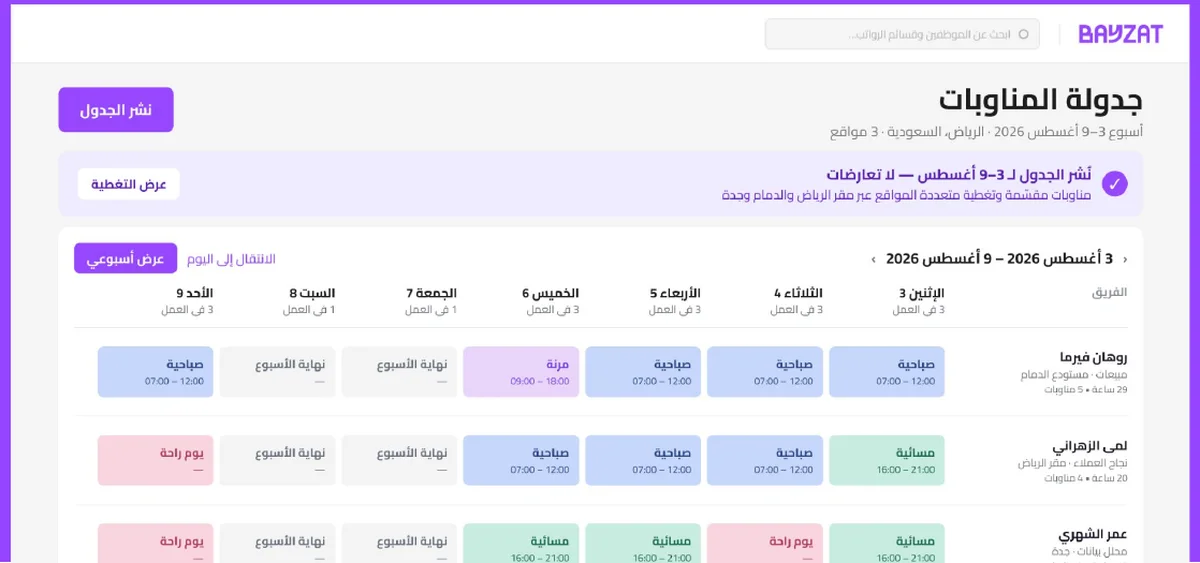 BAYZAT
ابحث عن الموظفين وقسائم الرواتب...
جدولة المناوبات
أسبوع 3–9 أغسطس 2026 · الرياض، السعودية · 3 مواقع
نشر الجدول
نُشر الجدول لـ 3–9 أغسطس — لا تعارضات
مناوبات مقسّمة وتغطية متعددة المواقع عبر مقر الرياض والدمام وجدة
عرض التغطية
› 3 أغسطس 2026 – 9 أغسطس 2026 ‹
الانتقال إلى اليوم
عرض أسبوعي
الفريق
الإثنين 3
3 في العمل
الثلاثاء 4
3 في العمل
الأربعاء 5
3 في العمل
الخميس 6
3 في العمل
الجمعة 7
1 في العمل
السبت 8
1 في العمل
الأحد 9
3 في العمل
روهان فيرما
مبيعات · مستودع الدمام
29 ساعة • 5 مناوبات
صباحية
07:00 – 12:00
صباحية
07:00 – 12:00
صباحية
07:00 – 12:00
مرنة
09:00 – 18:00
نهاية الأسبوع
—
نهاية الأسبوع
—
صباحية
07:00 – 12:00
لمى الزهراني
نجاح العملاء · مقر الرياض
20 ساعة • 4 مناوبات
مسائية
16:00 – 21:00
صباحية
07:00 – 12:00
صباحية
07:00 – 12:00
صباحية
07:00 – 12:00
نهاية الأسبوع
—
نهاية الأسبوع
—
يوم راحة
—
عمر الشهري
محلل بيانات · جدة
مسائية
16:00 – 21:00
يوم راحة
—
مسائية
16:00 – 21:00
مسائية
16:00 – 21:00
نهاية الأسبوع
—
نهاية الأسبوع
—
يوم راحة
—